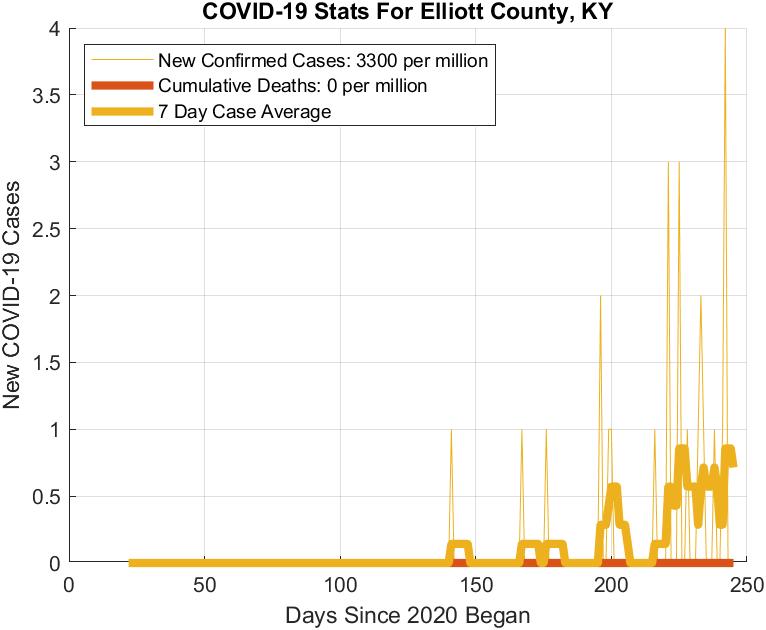 COVID-19 Stats For Elliott County, KY
New Confirmed Cases: 3300 per million
Cumulative Deaths: 0 per million
7 Day Case Average
New COVID-19 Cases
4
3.5
3
2.5
2
1.5
1
0.5
0
0 50 100 150 200 250
Days Since 2020 Began